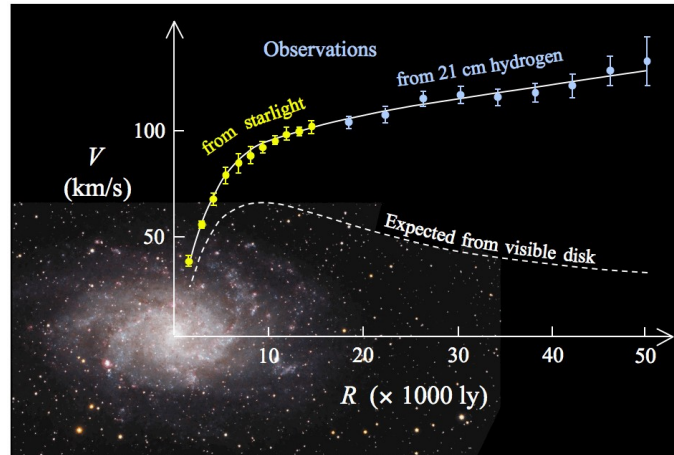 Observations
from 21 cm hydrogen
from starlight
100
V
(km/s)
50
Expected from visible disk
10 20 30 40 50
R (× 1000 ly)